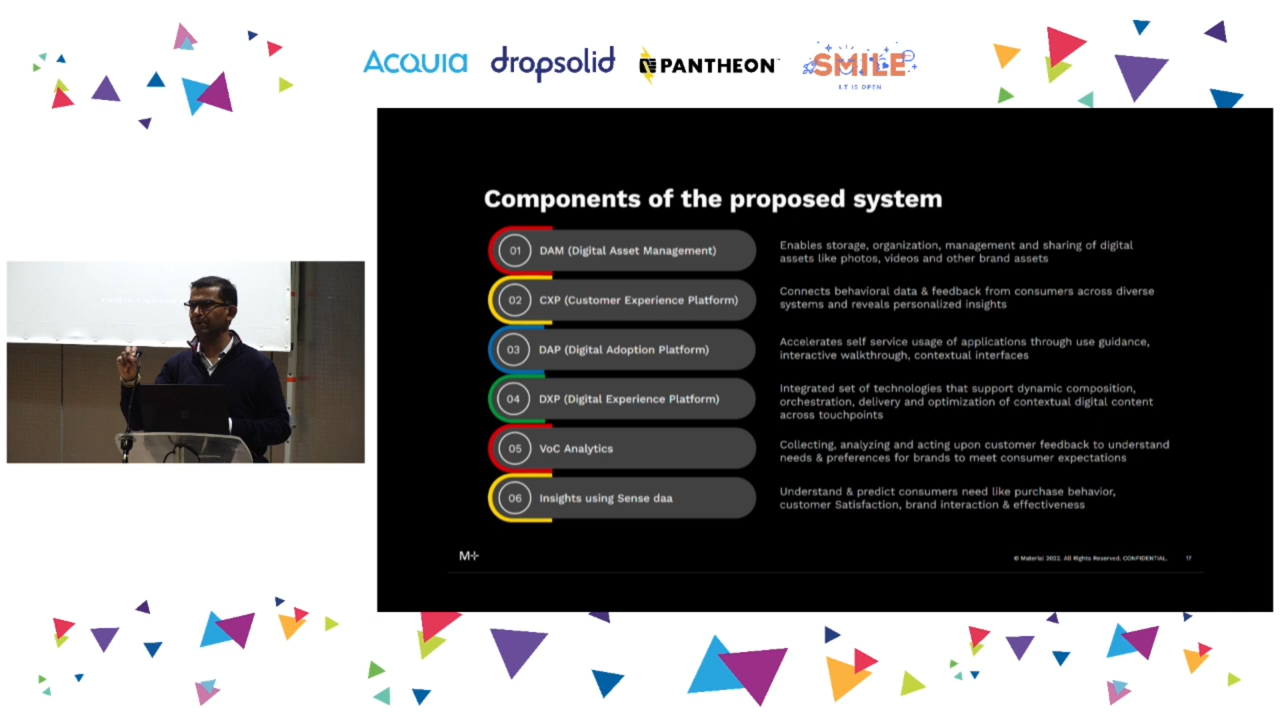 ACQUIA
dropsolid
PANTHEON
SMILE
IT IS OPEN
Components of the proposed system
01 DAM (Digital Asset Management)
Enables storage, organization, management and sharing of digital
assets like photos, videos and other brand assets
02 CXP (Customer Experience Platform)
Connects behavioral data & feedback from consumers across diverse
systems and reveals personalized insights
03 DAP (Digital Adoption Platform)
Accelerates self service usage of applications through use guidance,
interactive walkthrough, contextual interfaces
04 DXP (Digital Experience Platform)
Integrated set of technologies that support dynamic composition,
orchestration, delivery and optimization of contextual digital content
across touchpoints
05 VoC Analytics
Collecting, analyzing and acting upon customer feedback to understand
needs & preferences for brands to meet consumer expectations
06 Insights using Sense daa
Understand & predict consumers need like purchase behavior,
customer Satisfaction, brand interaction & effectiveness
M+
© Material 2022. All Rights Reserved. CONFIDENTIAL. 17